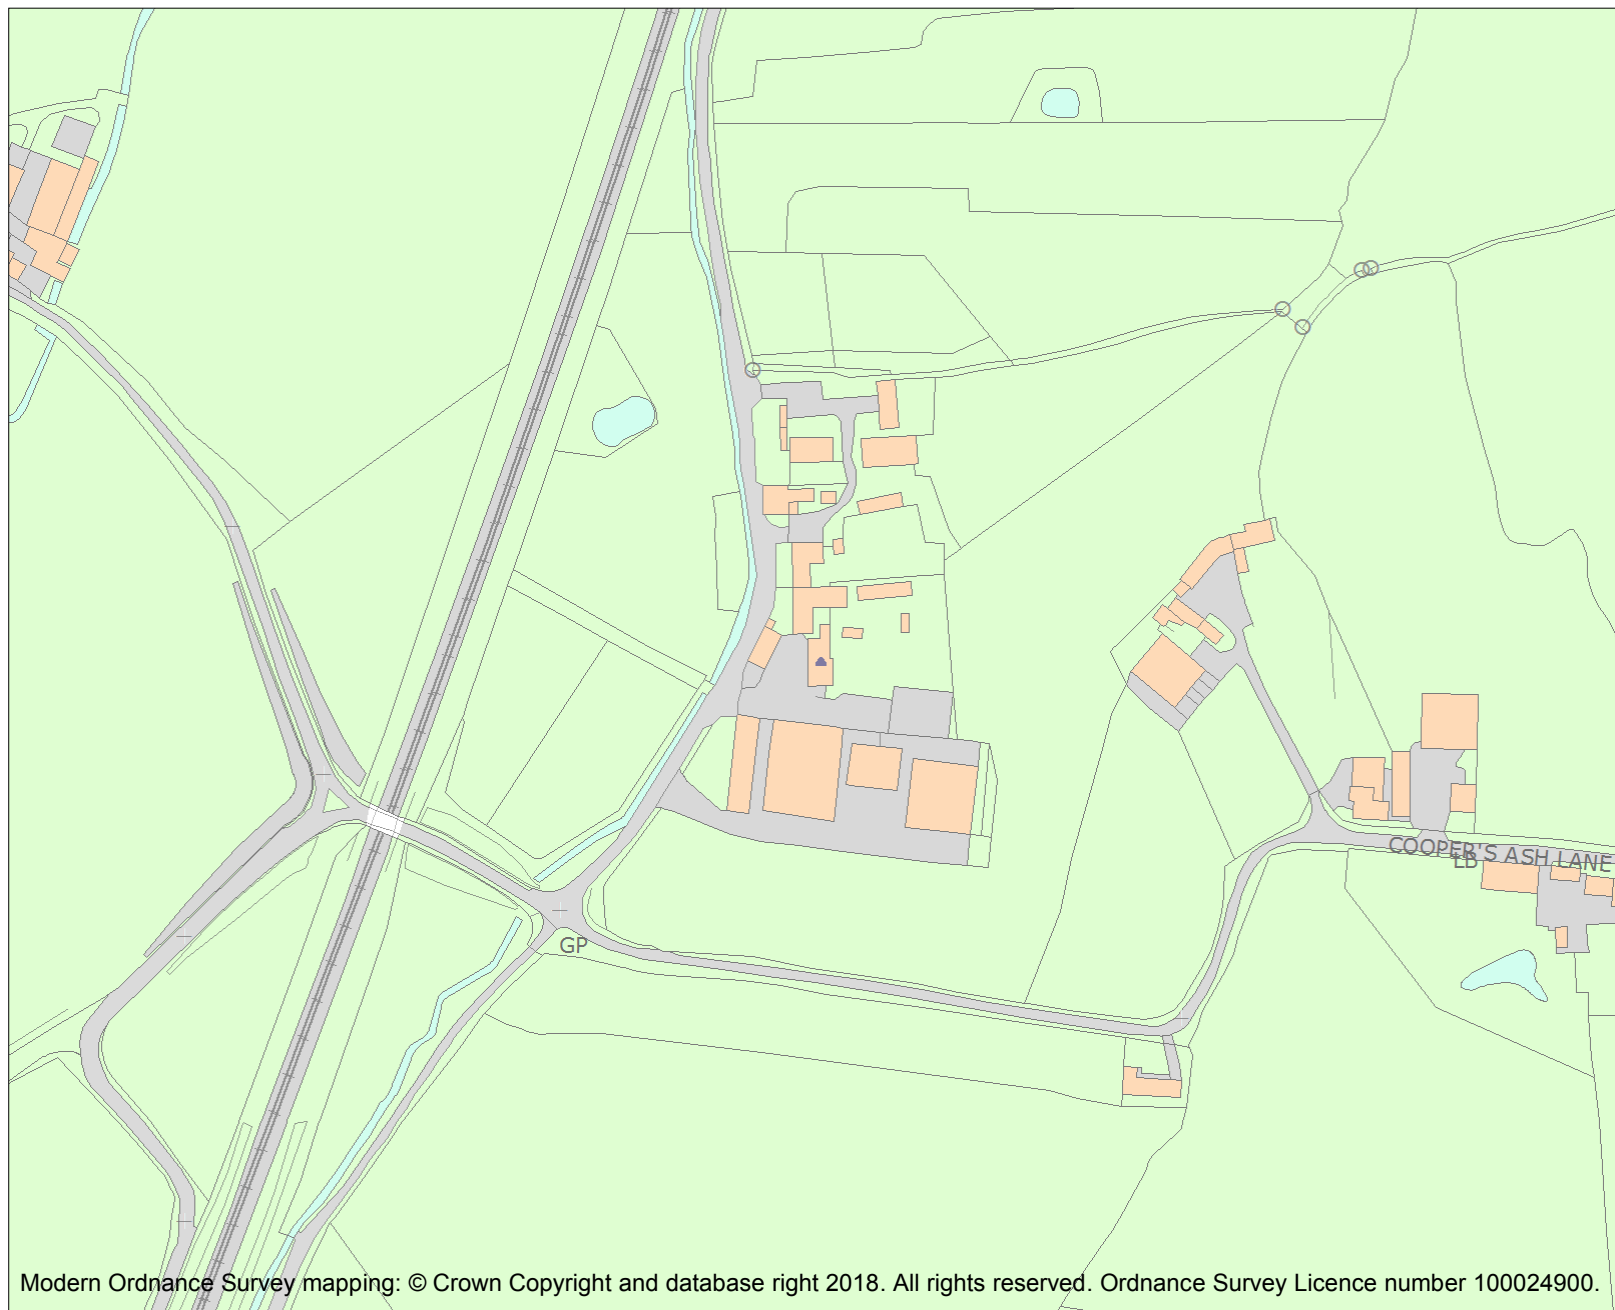 COOPER'S ASH LANE
LB
GP
Modern Ordnance Survey mapping: © Crown Copyright and database right 2018. All rights reserved. Ordnance Survey Licence number 100024900.